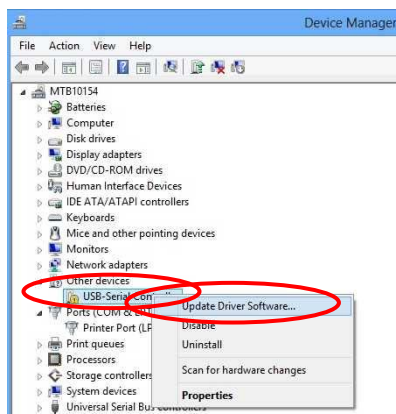 Device Manager
File Action View Help
MTB10154
Batteries
Computer
Disk drives
Display adapters
DVD/CD-ROM drives
Human Interface Devices
IDE ATA/ATAPI controllers
Keyboards
Mice and other pointing devices
Monitors
Network adapters
Other devices
USB-Serial
Update Driver Software...
Ports (COM &
Disable
Printer Port
Print queues
Uninstall
Processors
Storage controllers
Scan for hardware changes
System devices
Properties
Universal Serial Bus controllers